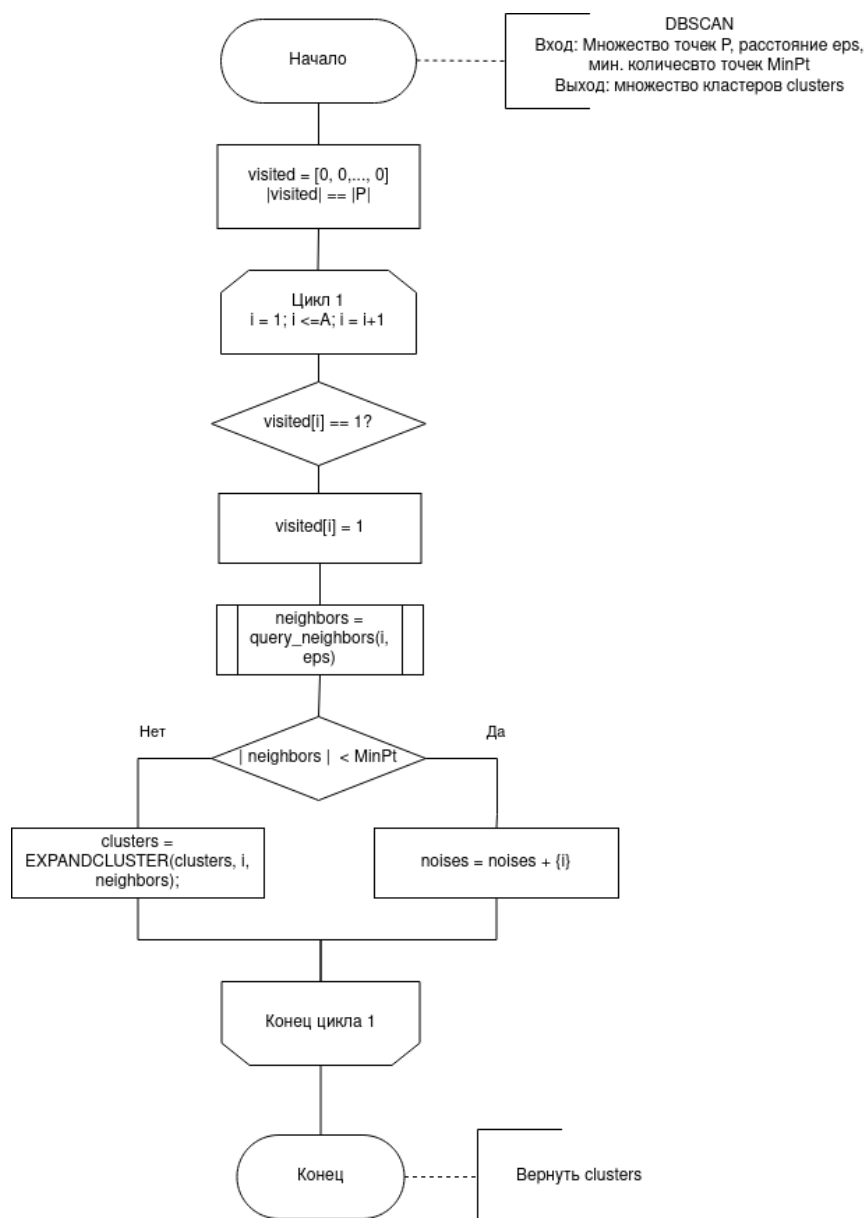 Начало
DBSCAN
Вход: Множество точек P, расстояние eps,
мин. количесвто точек MinPt
Выход: множество кластеров clusters
visited = [0, 0,..., 0]
|visited| == |P|
Цикл 1
i = 1; i <=A; i = i+1
visited[i] == 1?
visited[i] = 1
neighbors =
query_neighbors(i,
eps)
Нет
Да
| neighbors |  < MinPt
clusters =
EXPANDCLUSTER(clusters, i,
neighbors);
noises = noises + {i}
Конец цикла 1
Конец
Вернуть clusters